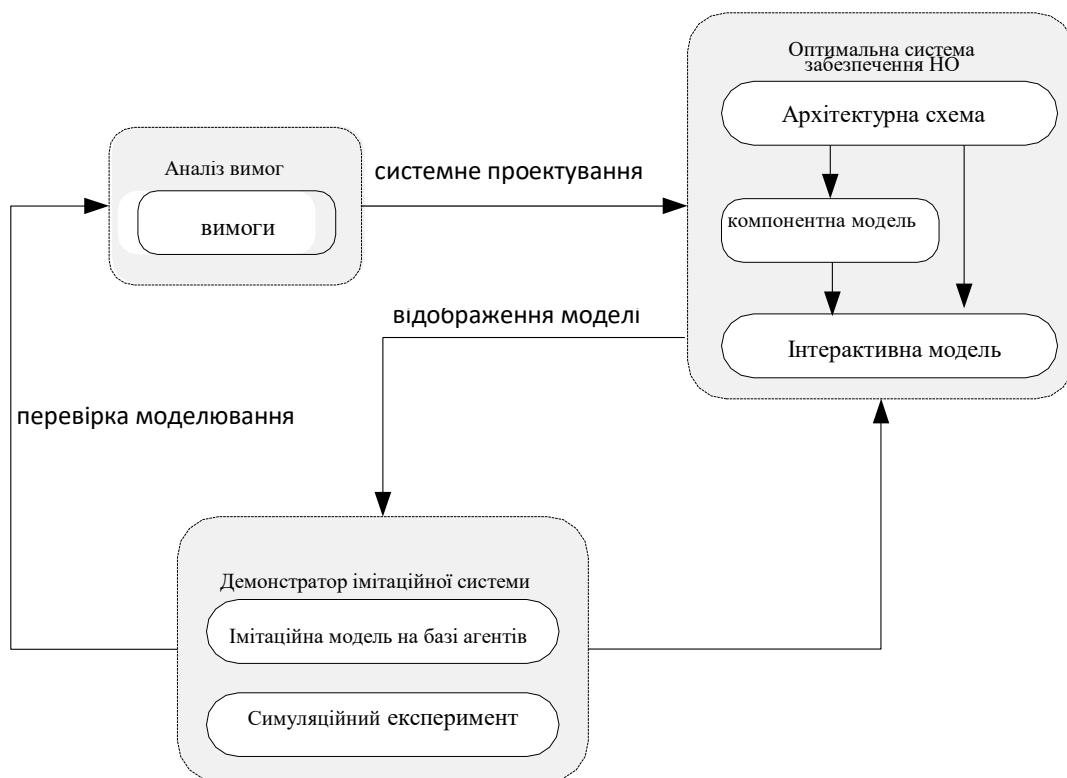 Оптимальна система
забезпечення НО
Архітектурна схема
Аналіз вимог
системне проектування
вимоги
компонентна модель
відображення моделі
Інтерактивна модель
перевірка моделювання
Демонстратор імітаційної системи
Імітаційна модель на базі агентів
Симуляційний експеримент